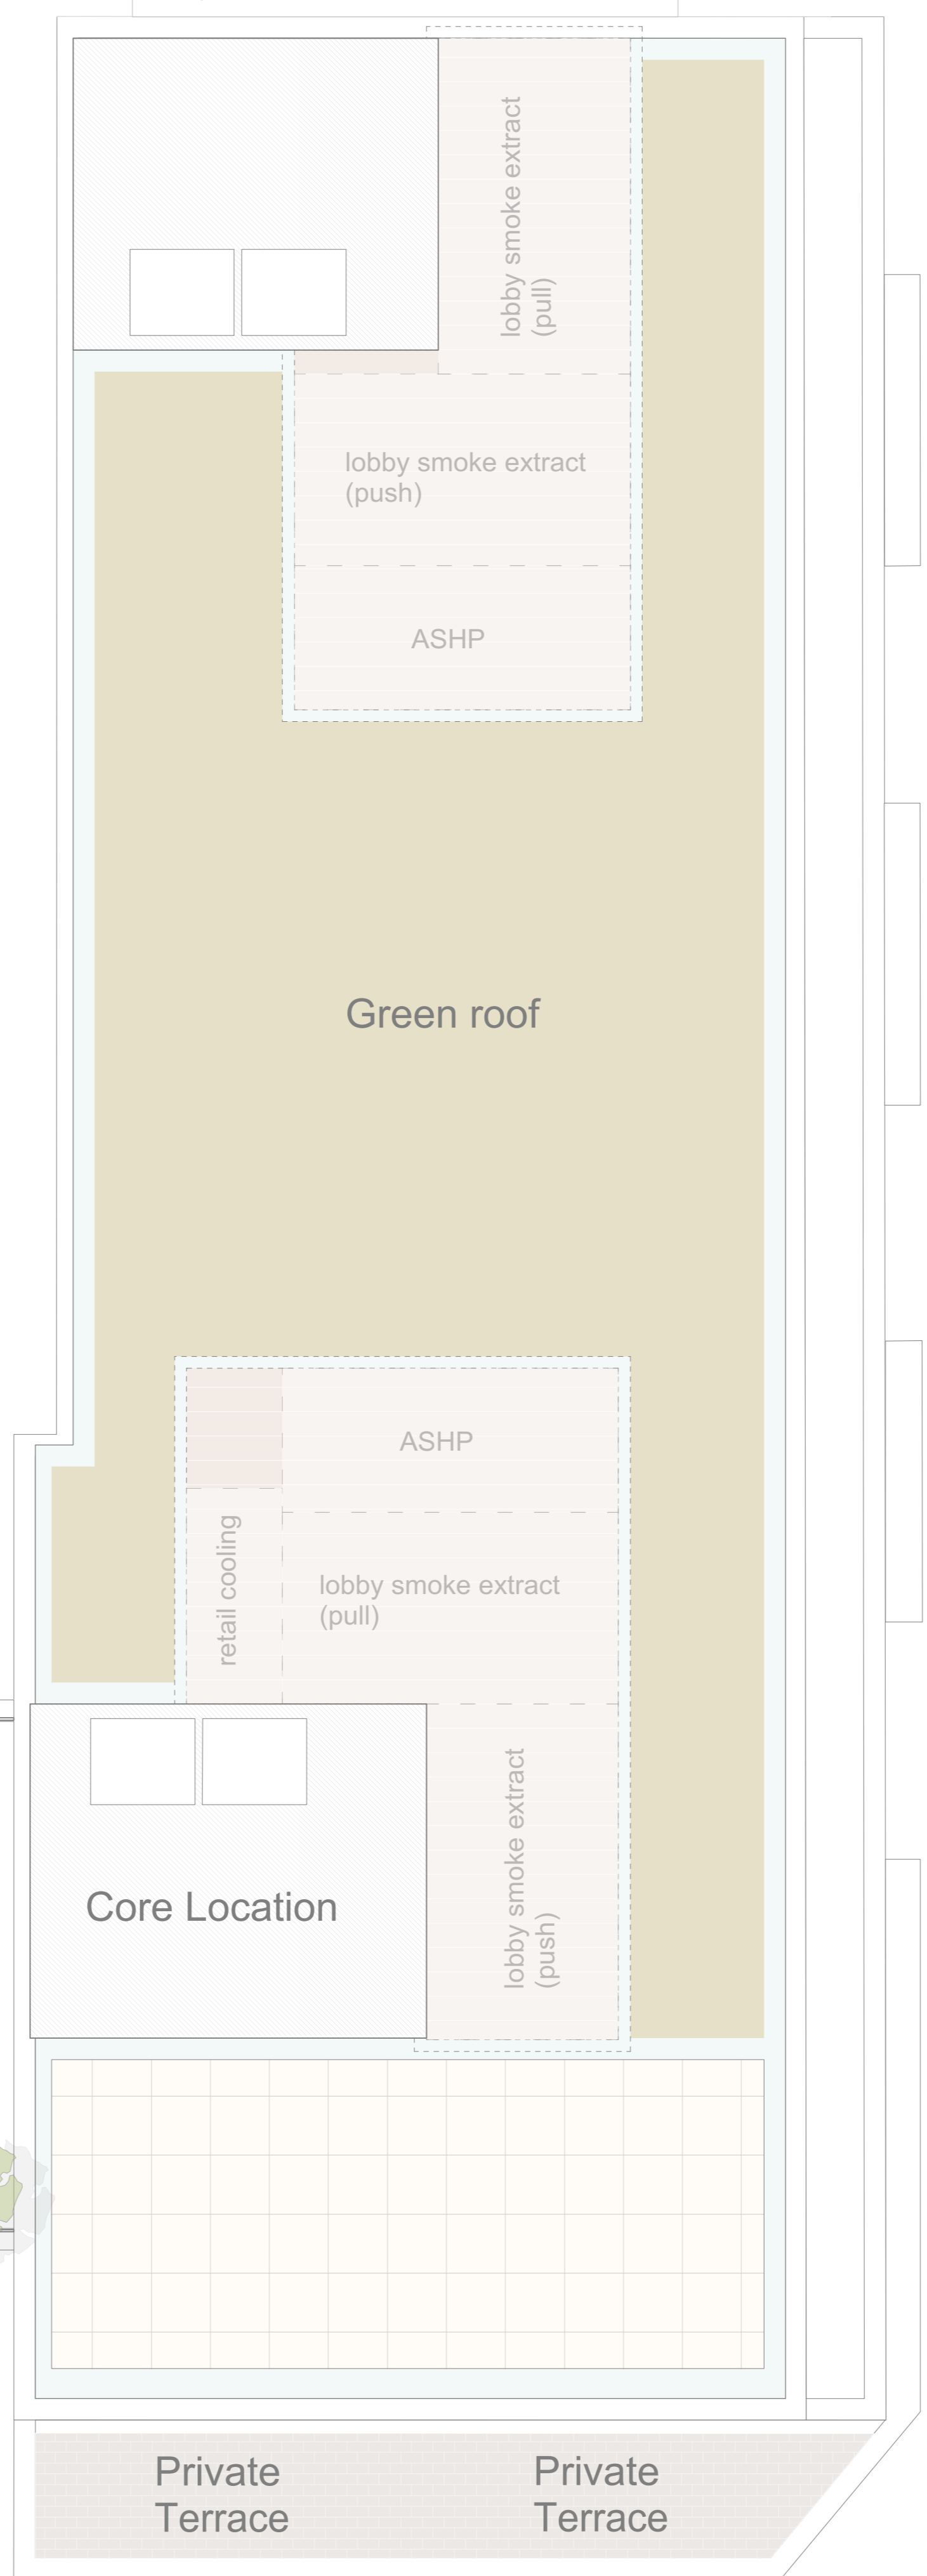 lobby smoke extract
(pull)
lobby smoke extract
(push)
ASHP
Green roof
ASHP
retail cooling
lobby smoke extract
(pull)
lobby smoke extract
(push)
Core Location
Private
Terrace
Private
Terrace